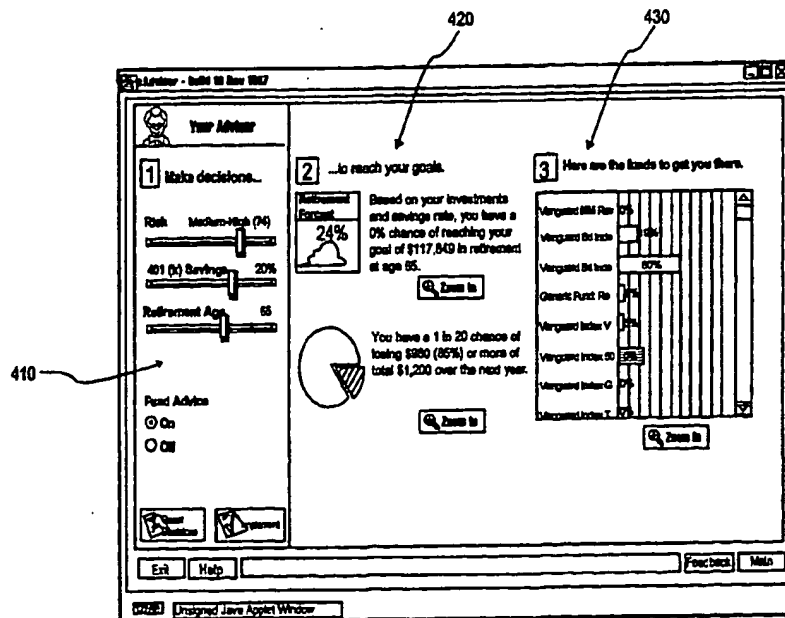 420
430
Advisor - build 18 Nov 1997
Your Advisor
1 Make decisions...
Risk Medium-High (74)
401 (k) Savings 20%
Retirement Age 65
410
Fund Advice
On
Off
2 ...to reach your goals.
Retirement
Forecast
24%
Based on your investments
and savings rate, you have a
0% chance of reaching your
goal of $117,849 in retirement
at age 65.
Zoom In
You have a 1 in 20 chance of
losing $980 (85%) or more of
total $1,200 over the next year.
Zoom In
3 Here are the funds to get you there.
Vanguard MM Res 0%
Vanguard Bd Inde
Vanguard Bd Inde 60%
Generic Fund: Re
Vanguard Index V
Vanguard Index 50
Vanguard Index G 0%
Vanguard Index T
Zoom In
Exit Help Feedback Main
Unsigned Java Applet Window